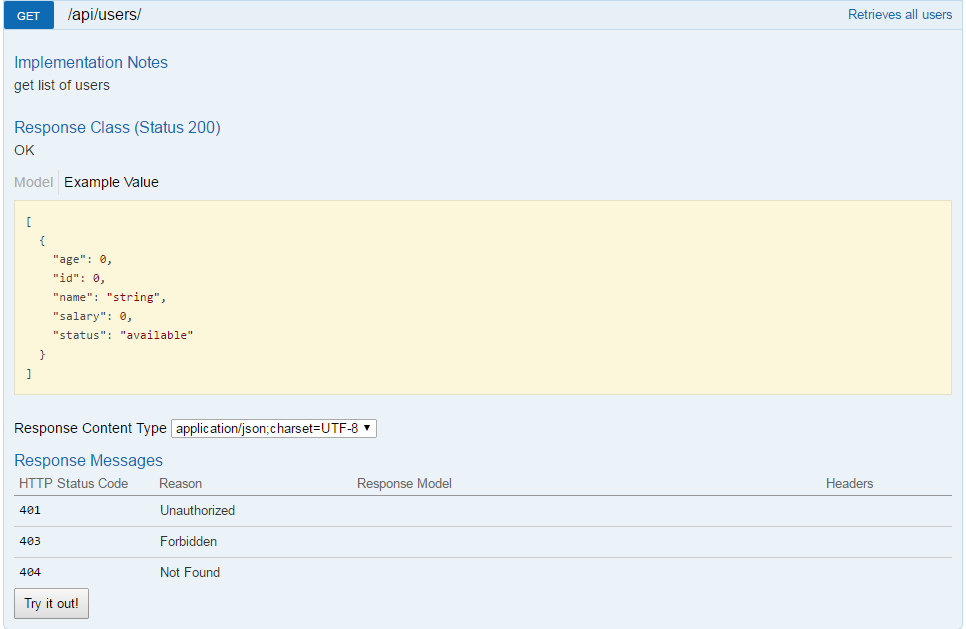 GET /api/users/ Retrieves all users
Implementation Notes
get list of users
Response Class (Status 200)
OK
Model Example Value
[
  {
    "age": 0,
    "id": 0,
    "name": "string",
    "salary": 0,
    "status": "available"
  }
]
Response Content Type application/json;charset=UTF-8
Response Messages
HTTP Status Code Reason Response Model Headers
401 Unauthorized
403 Forbidden
404 Not Found
Try it out!